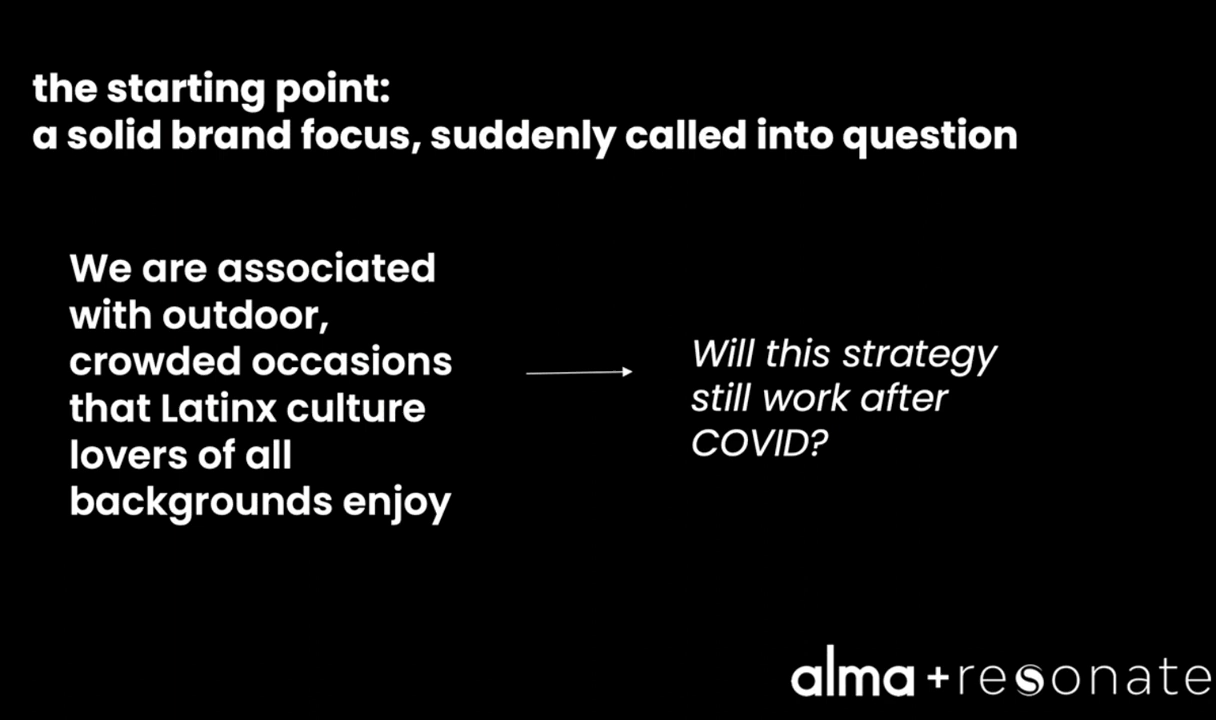 the starting point:
a solid brand focus, suddenly called into question
We are associated
with outdoor,
crowded occasions
that Latinx culture
lovers of all
backgrounds enjoy
Will this strategy
still work after
COVID?
alma + resonate